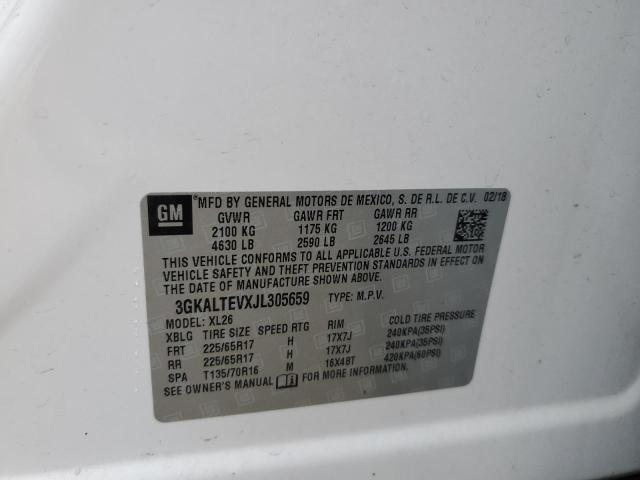 GM
MFD BY GENERAL MOTORS DE MEXICO, S. DE R.L. DE C.V. 02/18
GVWR GAWR FRT GAWR RR
2100 KG 1175 KG 1200 KG
4630 LB 2590 LB 2645 LB
THIS VEHICLE CONFORMS TO ALL APPLICABLE U.S. FEDERAL MOTOR
VEHICLE SAFETY AND THEFT PREVENTION STANDARDS IN EFFECT ON
THE DATE OF MANUFACTURE SHOWN ABOVE.
3GKALTEVXJL305659 TYPE: M.P.V.
MODEL: XL26
XBLG TIRE SIZE SPEED RTG RIM COLD TIRE PRESSURE
FRT 225/65R17 H 17X7J 240KPA(35PSI)
RR 225/65R17 H 17X7J 240KPA(35PSI)
SPA T135/70R16 M 16X4BT 420KPA(60PSI)
SEE OWNER'S MANUAL FOR MORE INFORMATION.